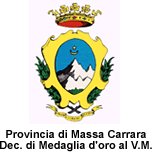 Provincia di Massa Carrara
Dec. di Medaglia d'oro al V.M.